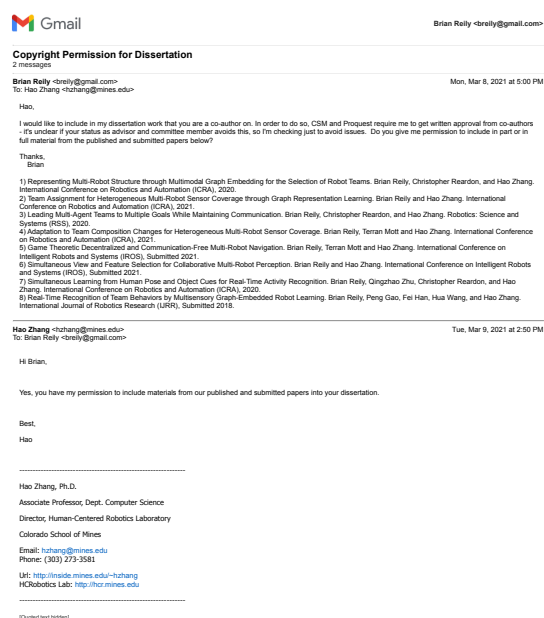 Gmail
Brian Reily <breily@gmail.com>
Copyright Permission for Dissertation
2 messages
Brian Reily <breily@gmail.com>
Mon, Mar 8, 2021 at 5:00 PM
To: Hao Zhang <hzhang@mines.edu>
Hao,
I would like to include in my dissertation work that you are a co-author on. In order to do so, CSM and Proquest require me to get written approval from co-authors
- it's unclear if your status as advisor and committee member avoids this, so I'm checking just to avoid issues. Do you give me permission to include in part or in
full material from the published and submitted papers below?
Thanks,
Brian
1) Representing Multi-Robot Structure through Multimodal Graph Embedding for the Selection of Robot Teams. Brian Reily, Christopher Reardon, and Hao Zhang.
International Conference on Robotics and Automation (ICRA), 2020.
2) Team Assignment for Heterogeneous Multi-Robot Sensor Coverage through Graph Representation Learning. Brian Reily and Hao Zhang. International
Conference on Robotics and Automation (ICRA), 2021.
3) Leading Multi-Agent Teams to Multiple Goals While Maintaining Communication. Brian Reily, Christopher Reardon, and Hao Zhang. Robotics: Science and
Systems (RSS), 2020.
4) Adaptation to Team Composition Changes for Heterogeneous Multi-Robot Sensor Coverage. Brian Reily, Terran Mott and Hao Zhang. International Conference
on Robotics and Automation (ICRA), 2021.
5) Game Theoretic Decentralized and Communication-Free Multi-Robot Navigation. Brian Reily, Terran Mott and Hao Zhang. International Conference on
Intelligent Robots and Systems (IROS), Submitted 2021.
6) Simultaneous View and Feature Selection for Collaborative Multi-Robot Perception. Brian Reily and Hao Zhang. International Conference on Intelligent Robots
and Systems (IROS), Submitted 2021.
7) Simultaneous Learning from Human Pose and Object Cues for Real-Time Activity Recognition. Brian Reily, Qingzhao Zhu, Christopher Reardon, and Hao
Zhang. International Conference on Robotics and Automation (ICRA), 2020.
8) Real-Time Recognition of Team Behaviors by Multisensory Graph-Embedded Robot Learning. Brian Reily, Peng Gao, Fei Han, Hua Wang, and Hao Zhang.
International Journal of Robotics Research (IJRR), Submitted 2018.
Hao Zhang <hzhang@mines.edu>
Tue, Mar 9, 2021 at 2:50 PM
To: Brian Reily <breily@gmail.com>
Hi Brian,
Yes, you have my permission to include materials from our published and submitted papers into your dissertation.
Best,
Hao
---------------------------------------------------------------
Hao Zhang, Ph.D.
Associate Professor, Dept. Computer Science
Director, Human-Centered Robotics Laboratory
Colorado School of Mines
Email: hzhang@mines.edu
Phone: (303) 273-3581
Url: http://inside.mines.edu/~hzhang
HCRobotics Lab: http://hcr.mines.edu
---------------------------------------------------------------
[Quoted text hidden]